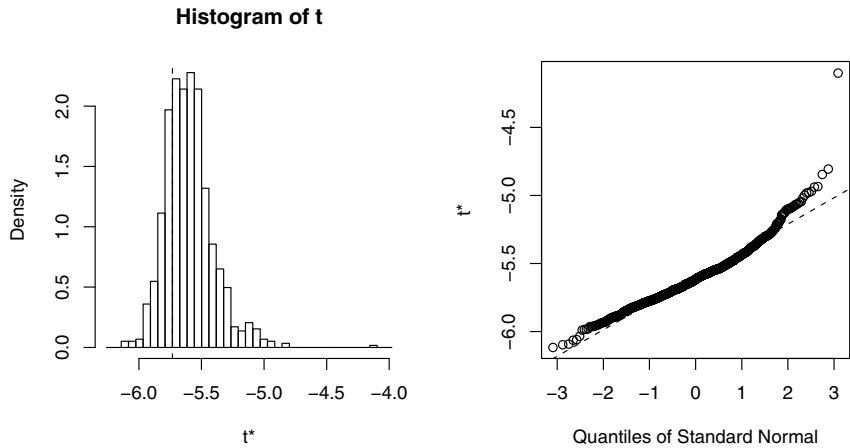 Histogram of t
Density
0.0 0.5 1.0 1.5 2.0
−6.0 −5.5 −5.0 −4.5 −4.0
t*
t*
−6.0 −5.5 −5.0 −4.5
−3 −2 −1 0 1 2 3
Quantiles of Standard Normal